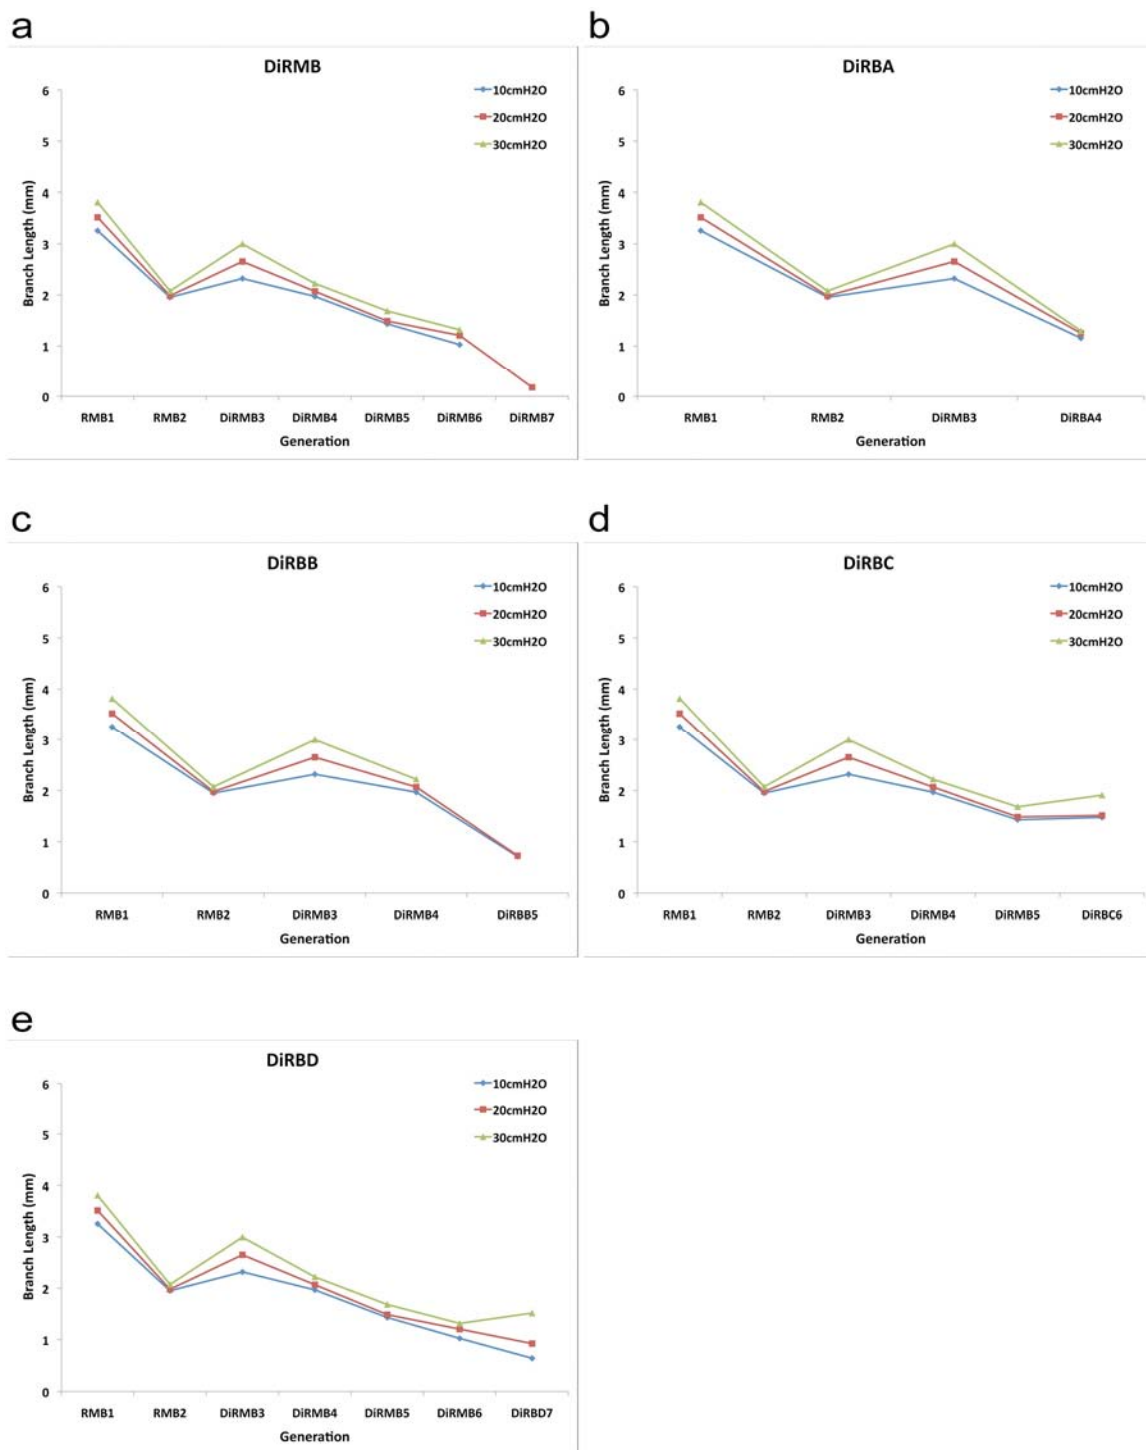 a
DiRMB
10cmH2O
20cmH2O
30cmH2O
Branch Length (mm)
6
5
4
3
2
1
0
RMB1 RMB2 DiRMB3 DiRMB4 DiRMB5 DiRMB6 DiRMB7
Generation
b
DiRBA
10cmH2O
20cmH2O
30cmH2O
Branch Length (mm)
6
5
4
3
2
1
0
RMB1 RMB2 DiRMB3 DiRBA4
Generation
c
DiRBB
10cmH2O
20cmH2O
30cmH2O
Branch Length (mm)
6
5
4
3
2
1
0
RMB1 RMB2 DiRMB3 DiRMB4 DiRBB5
Generation
d
DiRBC
10cmH2O
20cmH2O
30cmH2O
Branch Length (mm)
6
5
4
3
2
1
0
RMB1 RMB2 DiRMB3 DiRMB4 DiRMB5 DiRBC6
Generation
e
DiRBD
10cmH2O
20cmH2O
30cmH2O
Branch Length (mm)
6
5
4
3
2
1
0
RMB1 RMB2 DiRMB3 DiRMB4 DiRMB5 DiRMB6 DiRBD7
Generation